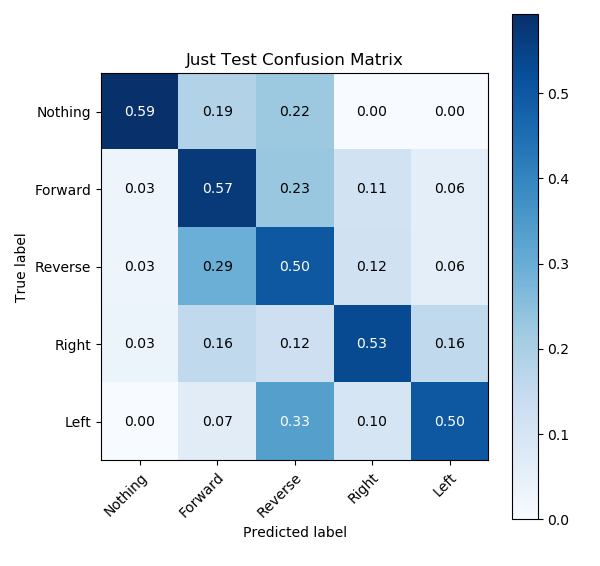 Just Test Confusion Matrix
True label
Nothing 0.59 0.19 0.22 0.00 0.00
Forward 0.03 0.57 0.23 0.11 0.06
Reverse 0.03 0.29 0.50 0.12 0.06
Right 0.03 0.16 0.12 0.53 0.16
Left 0.00 0.07 0.33 0.10 0.50
Nothing Forward Reverse Right Left
Predicted label
0.5
0.4
0.3
0.2
0.1
0.0